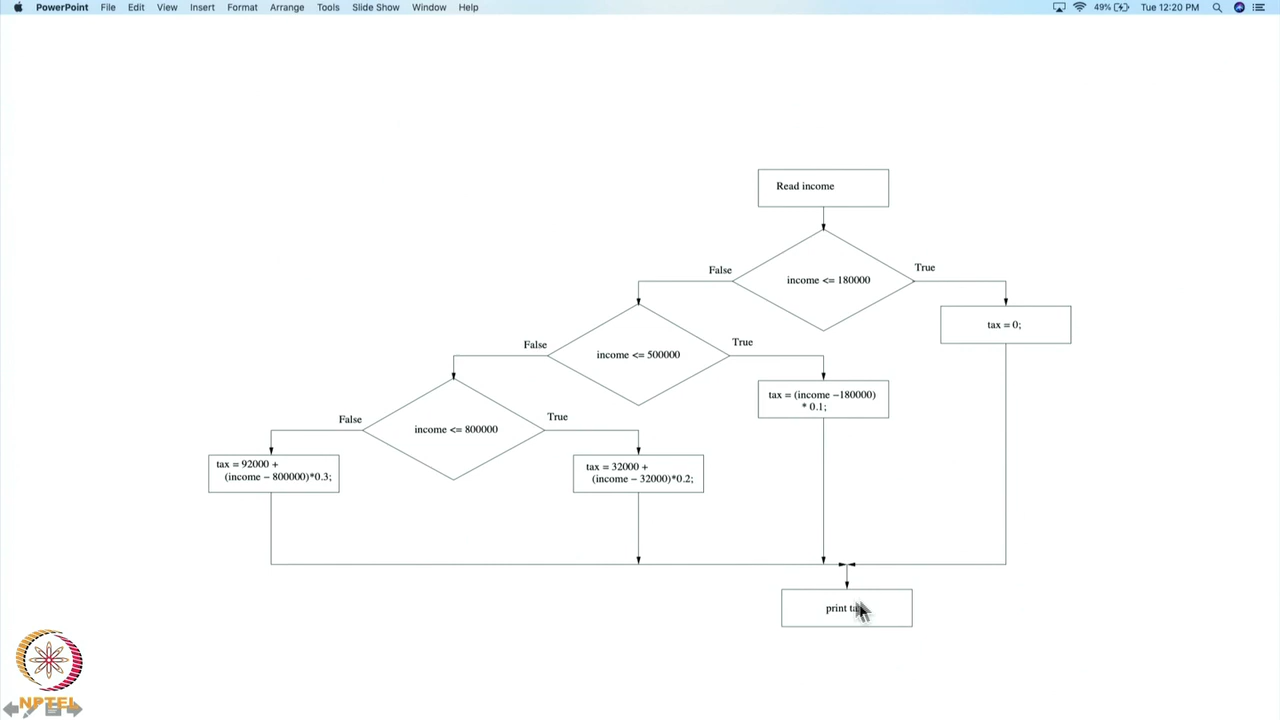 PowerPoint File Edit View Insert Format Arrange Tools Slide Show Window Help 49% Tue 12:20 PM
Read income
income <= 180000
False
True
tax = 0;
income <= 500000
False
True
tax = (income −180000)
* 0.1;
income <= 800000
False
True
tax = 92000 +
(income − 800000)*0.3;
tax = 32000 +
(income − 32000)*0.2;
print
NPTEL